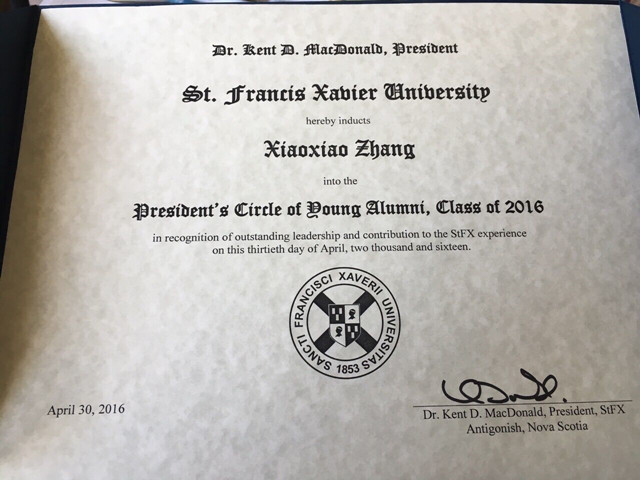 Dr. Kent D. MacDonald, President
St. Francis Xavier University
hereby inducts
Xiaoxiao Zhang
into the
President's Circle of Young Alumni, Class of 2016
in recognition of outstanding leadership and contribution to the StFX experience
on this thirtieth day of April, two thousand and sixteen.
SANCTI FRANCISCI XAVERII UNIVERSITAS
1853
April 30, 2016
Dr. Kent D. MacDonald, President, StFX
Antigonish, Nova Scotia